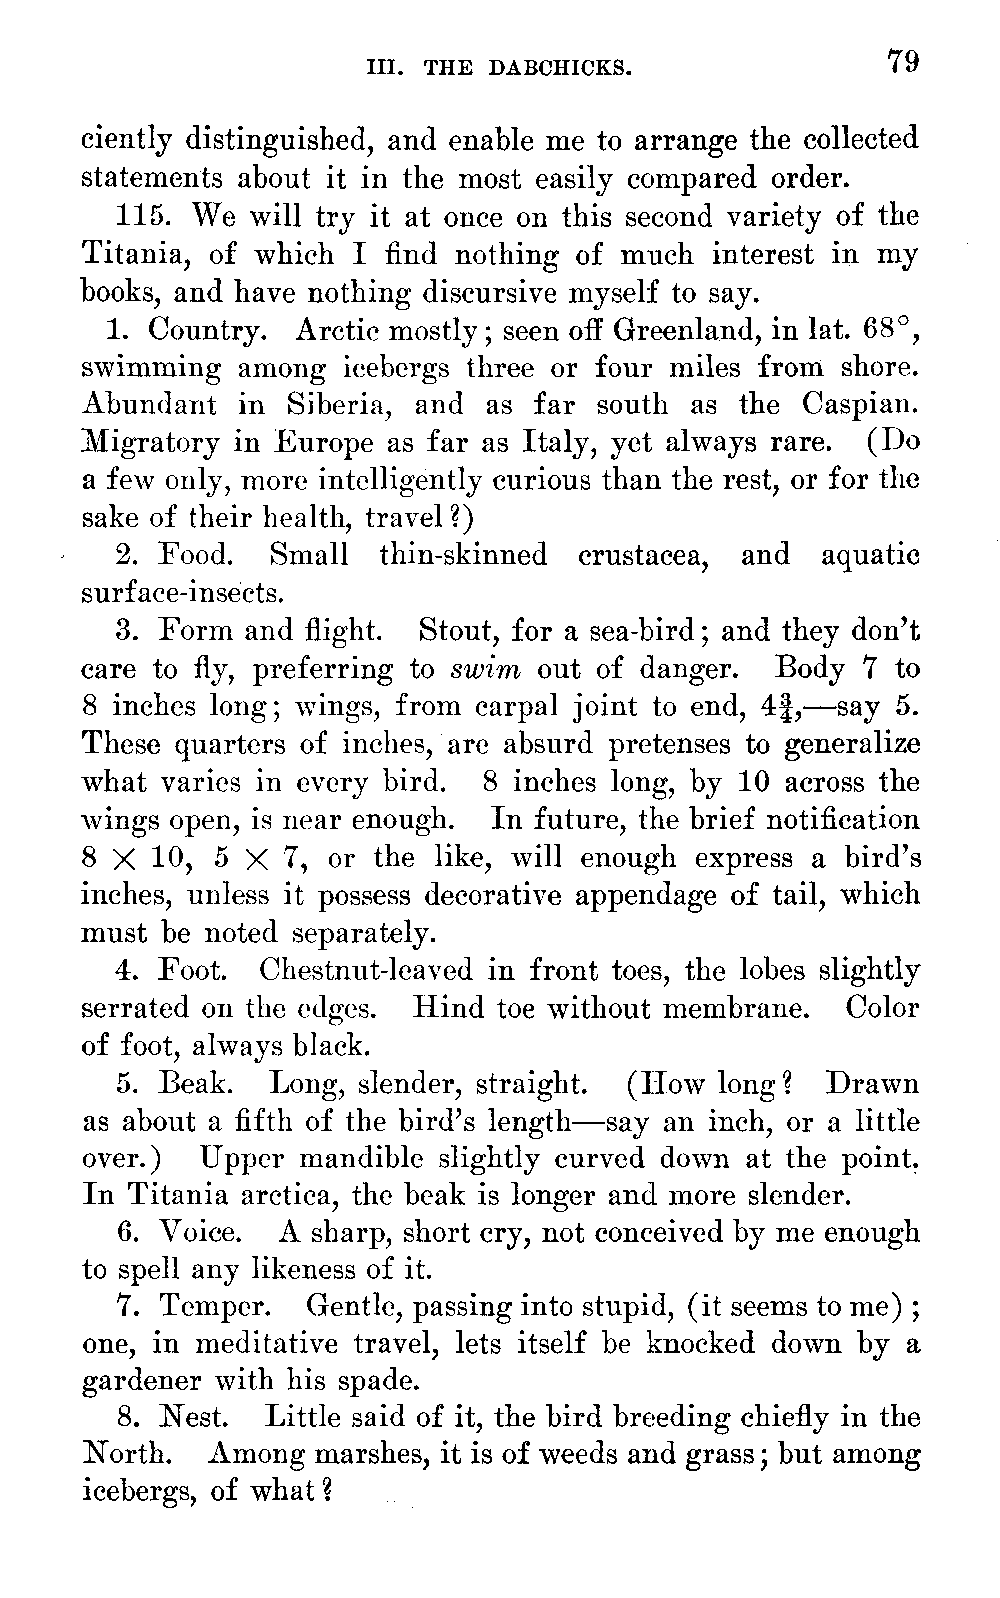 III. THE DABCHICKS. 79
ciently distinguished, and enable me to arrange the collected
statements about it in the most easily compared order.
115. We will try it at once on this second variety of the
Titania, of which I find nothing of much interest in my
books, and have nothing discursive myself to say.
1. Country. Arctic mostly; seen off Greenland, in lat. 68°,
swimming among icebergs three or four miles from shore.
Abundant in Siberia, and as far south as the Caspian.
Migratory in Europe as far as Italy, yet always rare. (Do
a few only, more intelligently curious than the rest, or for the
sake of their health, travel?)
2. Food. Small thin-skinned crustacea, and aquatic
surface-insects.
3. Form and flight. Stout, for a sea-bird; and they don't
care to fly, preferring to swim out of danger. Body 7 to
8 inches long; wings, from carpal joint to end, 4¾,—say 5.
These quarters of inches, are absurd pretenses to generalize
what varies in every bird. 8 inches long, by 10 across the
wings open, is near enough. In future, the brief notification
8 × 10, 5 × 7, or the like, will enough express a bird's
inches, unless it possess decorative appendage of tail, which
must be noted separately.
4. Foot. Chestnut-leaved in front toes, the lobes slightly
serrated on the edges. Hind toe without membrane. Color
of foot, always black.
5. Beak. Long, slender, straight. (How long? Drawn
as about a fifth of the bird's length—say an inch, or a little
over.) Upper mandible slightly curved down at the point.
In Titania arctica, the beak is longer and more slender.
6. Voice. A sharp, short cry, not conceived by me enough
to spell any likeness of it.
7. Temper. Gentle, passing into stupid, (it seems to me);
one, in meditative travel, lets itself be knocked down by a
gardener with his spade.
8. Nest. Little said of it, the bird breeding chiefly in the
North. Among marshes, it is of weeds and grass; but among
icebergs, of what?